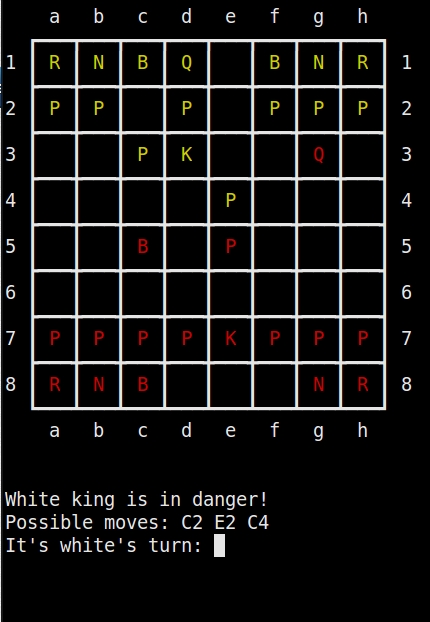 a b c d e f g h
1 R N B Q B N R 1
2 P P P P P P 2
3 P K Q 3
4 P 4
5 B P 5
6 6
7 P P P P K P P P 7
8 R N B N R 8
a b c d e f g h
White king is in danger!
Possible moves: C2 E2 C4
It's white's turn: